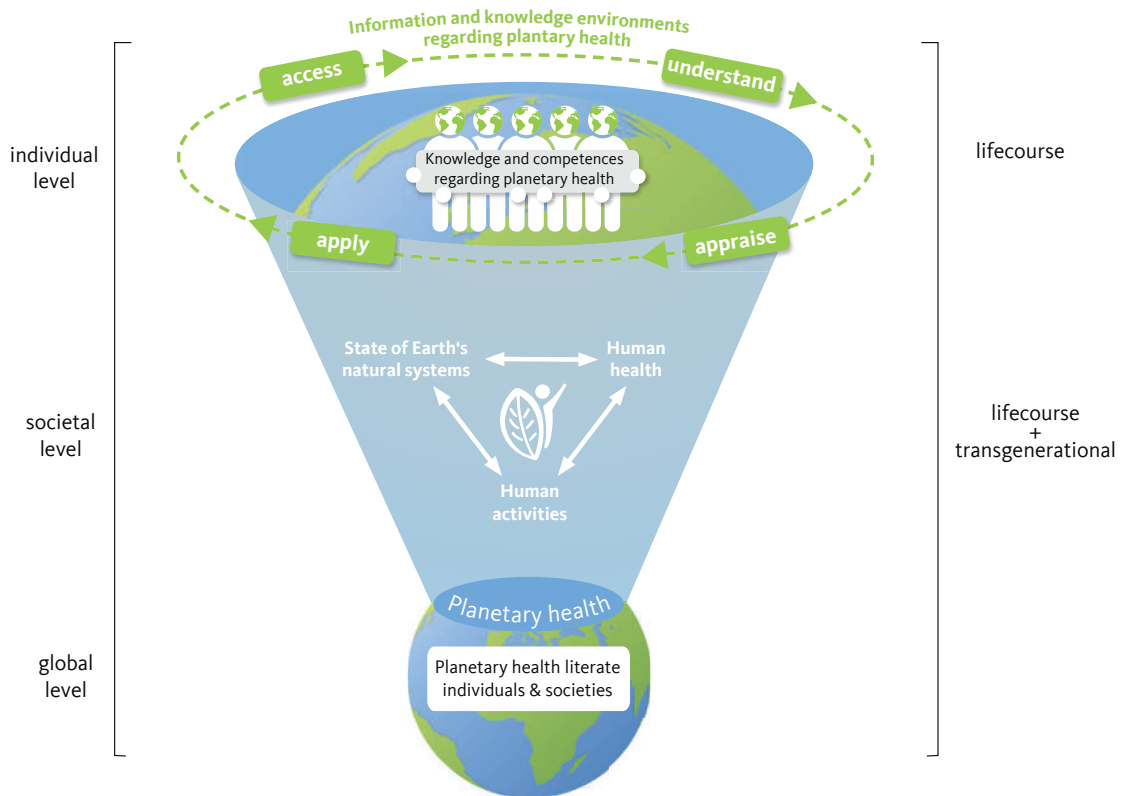 Information and knowledge environments
regarding plantary health
access
understand
individual
level
Knowledge and competences
regarding planetary health
lifecourse
apply
appraise
State of Earth‘s
natural systems
Human
health
societal
level
Human
activities
lifecourse
+
transgenerational
Planetary health
global
level
Planetary health literate
individuals & societies